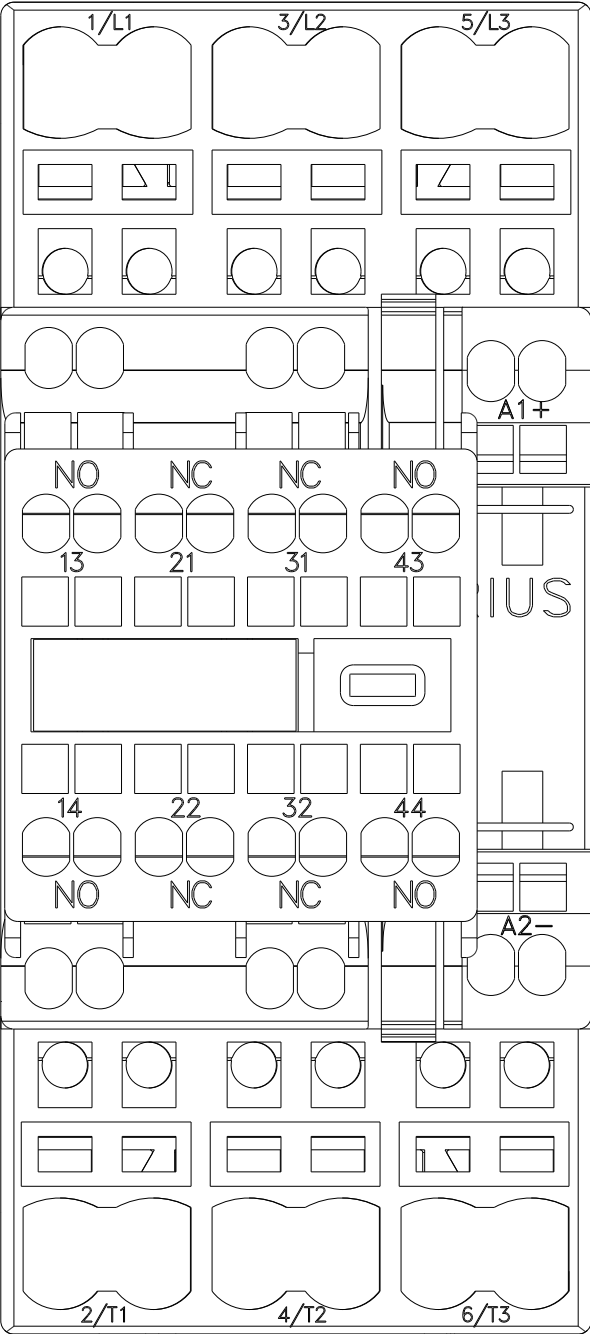 1/L1 3/L2 5/L3
A1+
NO NC NC NO
13 21 31 43
IUS
14 22 32 44
NO NC NC NO
A2-
2/T1 4/T2 6/T3